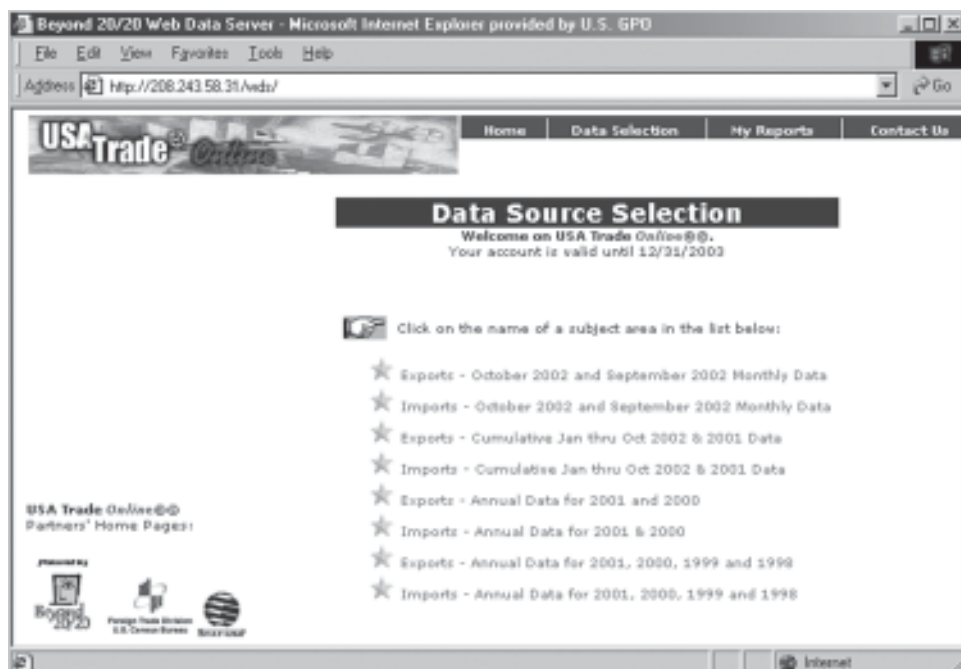 Beyond 20/20 Web Data Server - Microsoft Internet Explorer provided by U.S. GPO
File Edit View Favorites Tools Help
Address http://208.243.58.31/wds/ Go
USA Trade Online
Home Data Selection My Reports Contact Us
Data Source Selection
Welcome on USA Trade Online®®.
Your account is valid until 12/31/2003
Click on the name of a subject area in the list below:
Exports - October 2002 and September 2002 Monthly Data
Imports - October 2002 and September 2002 Monthly Data
Exports - Cumulative Jan thru Oct 2002 & 2001 Data
Imports - Cumulative Jan thru Oct 2002 & 2001 Data
Exports - Annual Data for 2001 and 2000
Imports - Annual Data for 2001 & 2000
Exports - Annual Data for 2001, 2000, 1999 and 1998
Imports - Annual Data for 2001, 2000, 1999 and 1998
USA Trade Online®®
Partners' Home Pages:
Powered by
Beyond
20/20
Foreign Trade Division
U.S. Census Bureau
Internet